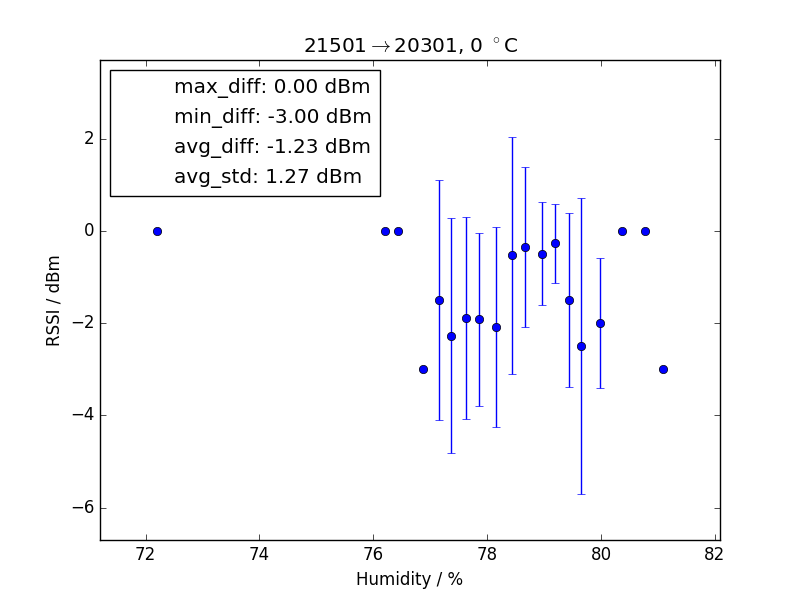 21501→20301, 0 °C
max_diff: 0.00 dBm
min_diff: -3.00 dBm
avg_diff: -1.23 dBm
avg_std: 1.27 dBm
2
0
−2
−4
−6
RSSI / dBm
72 74 76 78 80 82
Humidity / %